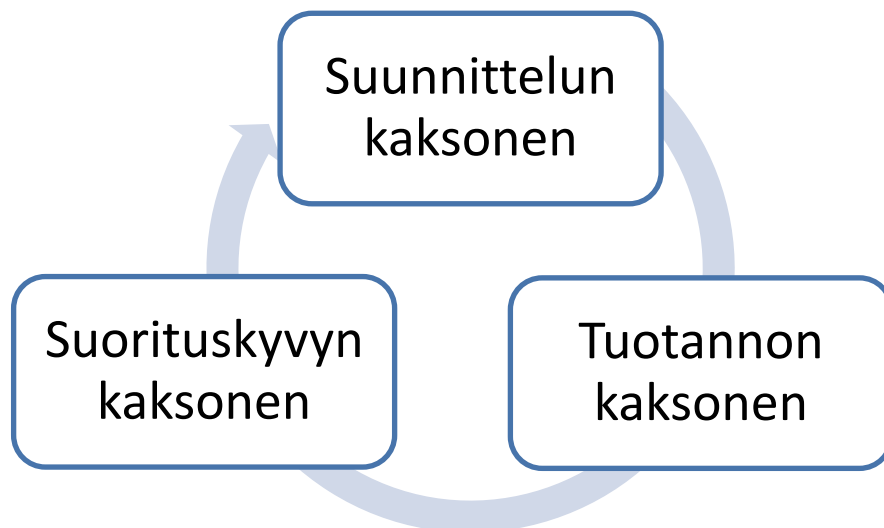 Suunnittelun
kaksonen
Suorituskyvyn
kaksonen
Tuotannon
kaksonen